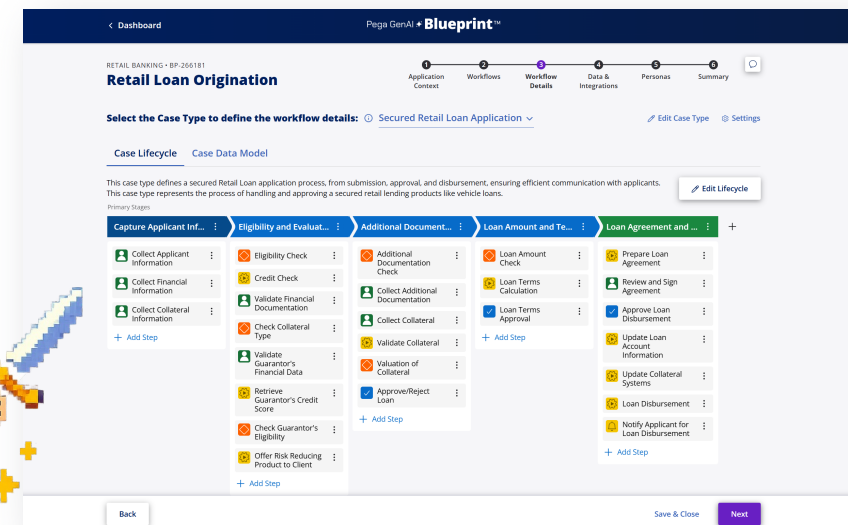 Dashboard
Pega GenAI Blueprint™
RETAIL BANKING • BP-266181
Retail Loan Origination
1
2
3
4
5
6
Application
Context
Workflows
Workflow
Details
Data &
Integrations
Personas
Summary
Select the Case Type to define the workflow details:
Secured Retail Loan Application
Edit Case Type
Settings
Case Lifecycle
Case Data Model
This case type defines a secured Retail Loan application process, from submission, approval, and disbursement, ensuring efficient communication with applicants.
This case type represents the process of handling and approving a secured retail lending products like vehicle loans.
Edit Lifecycle
Primary Stages
Capture Applicant Inf...
Eligibility and Evaluat...
Additional Document...
Loan Amount and Te...
Loan Agreement and ...
Collect Applicant
Information
Collect Financial
Information
Collect Collateral
Information
+ Add Step
Eligibility Check
Credit Check
Validate Financial
Documentation
Check Collateral
Type
Validate
Guarantor's
Financial Data
Retrieve
Guarantor's Credit
Score
Check Guarantor's
Eligibility
Offer Risk Reducing
Product to Client
+ Add Step
Additional
Documentation
Check
Collect Additional
Documentation
Collect Collateral
Validate Collateral
Valuation of
Collateral
Approve/Reject
Loan
+ Add Step
Loan Amount
Check
Loan Terms
Calculation
Loan Terms
Approval
+ Add Step
Prepare Loan
Agreement
Review and Sign
Agreement
Approve Loan
Disbursement
Update Loan
Account
Information
Update Collateral
Systems
Loan Disbursement
Notify Applicant for
Loan Disbursement
+ Add Step
Back
Save & Close
Next